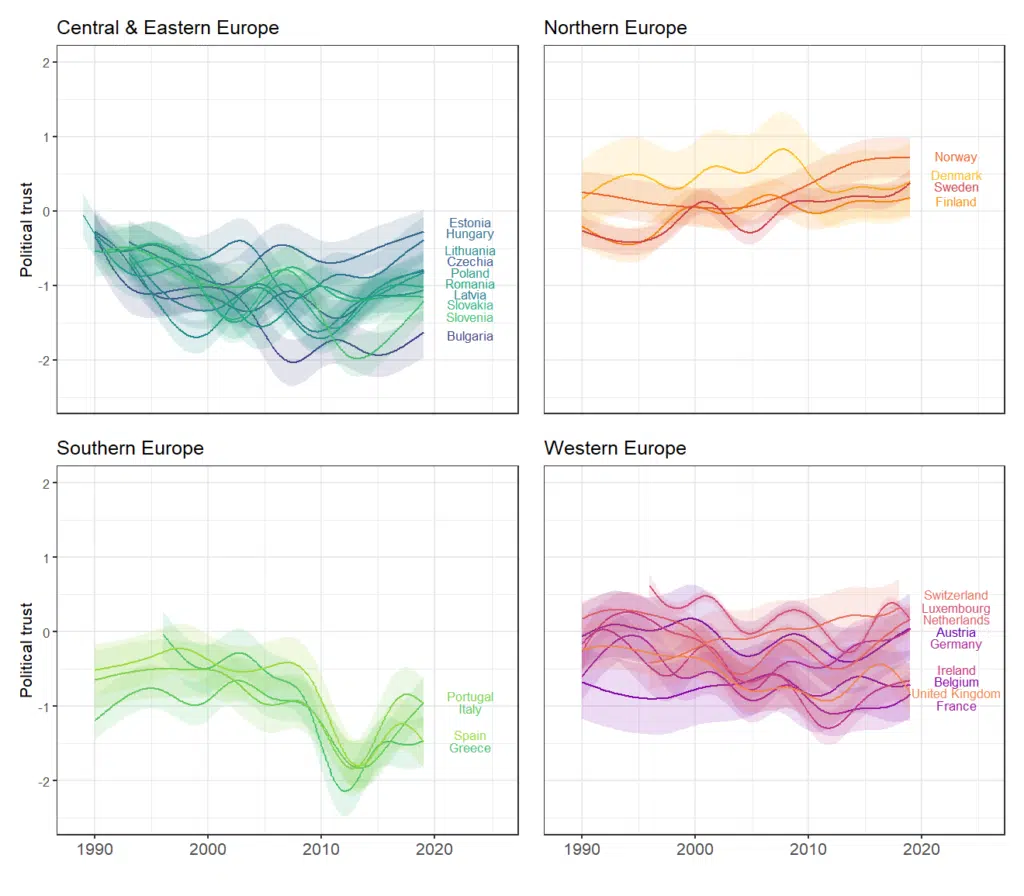 Central & Eastern Europe
Northern Europe
Political trust
2
1
0
-1
-2
Estonia
Hungary
Lithuania
Czechia
Poland
Romania
Latvia
Slovakia
Slovenia
Bulgaria
Norway
Denmark
Sweden
Finland
Southern Europe
Western Europe
Political trust
2
1
0
-1
-2
Portugal
Italy
Spain
Greece
Switzerland
Luxembourg
Netherlands
Austria
Germany
Ireland
Belgium
United Kingdom
France
1990
2000
2010
2020
1990
2000
2010
2020